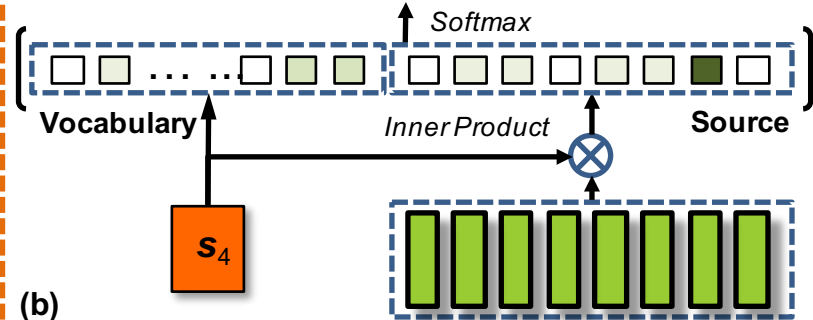 Softmax
... ...
Vocabulary
Inner Product
Source
s4
(b)